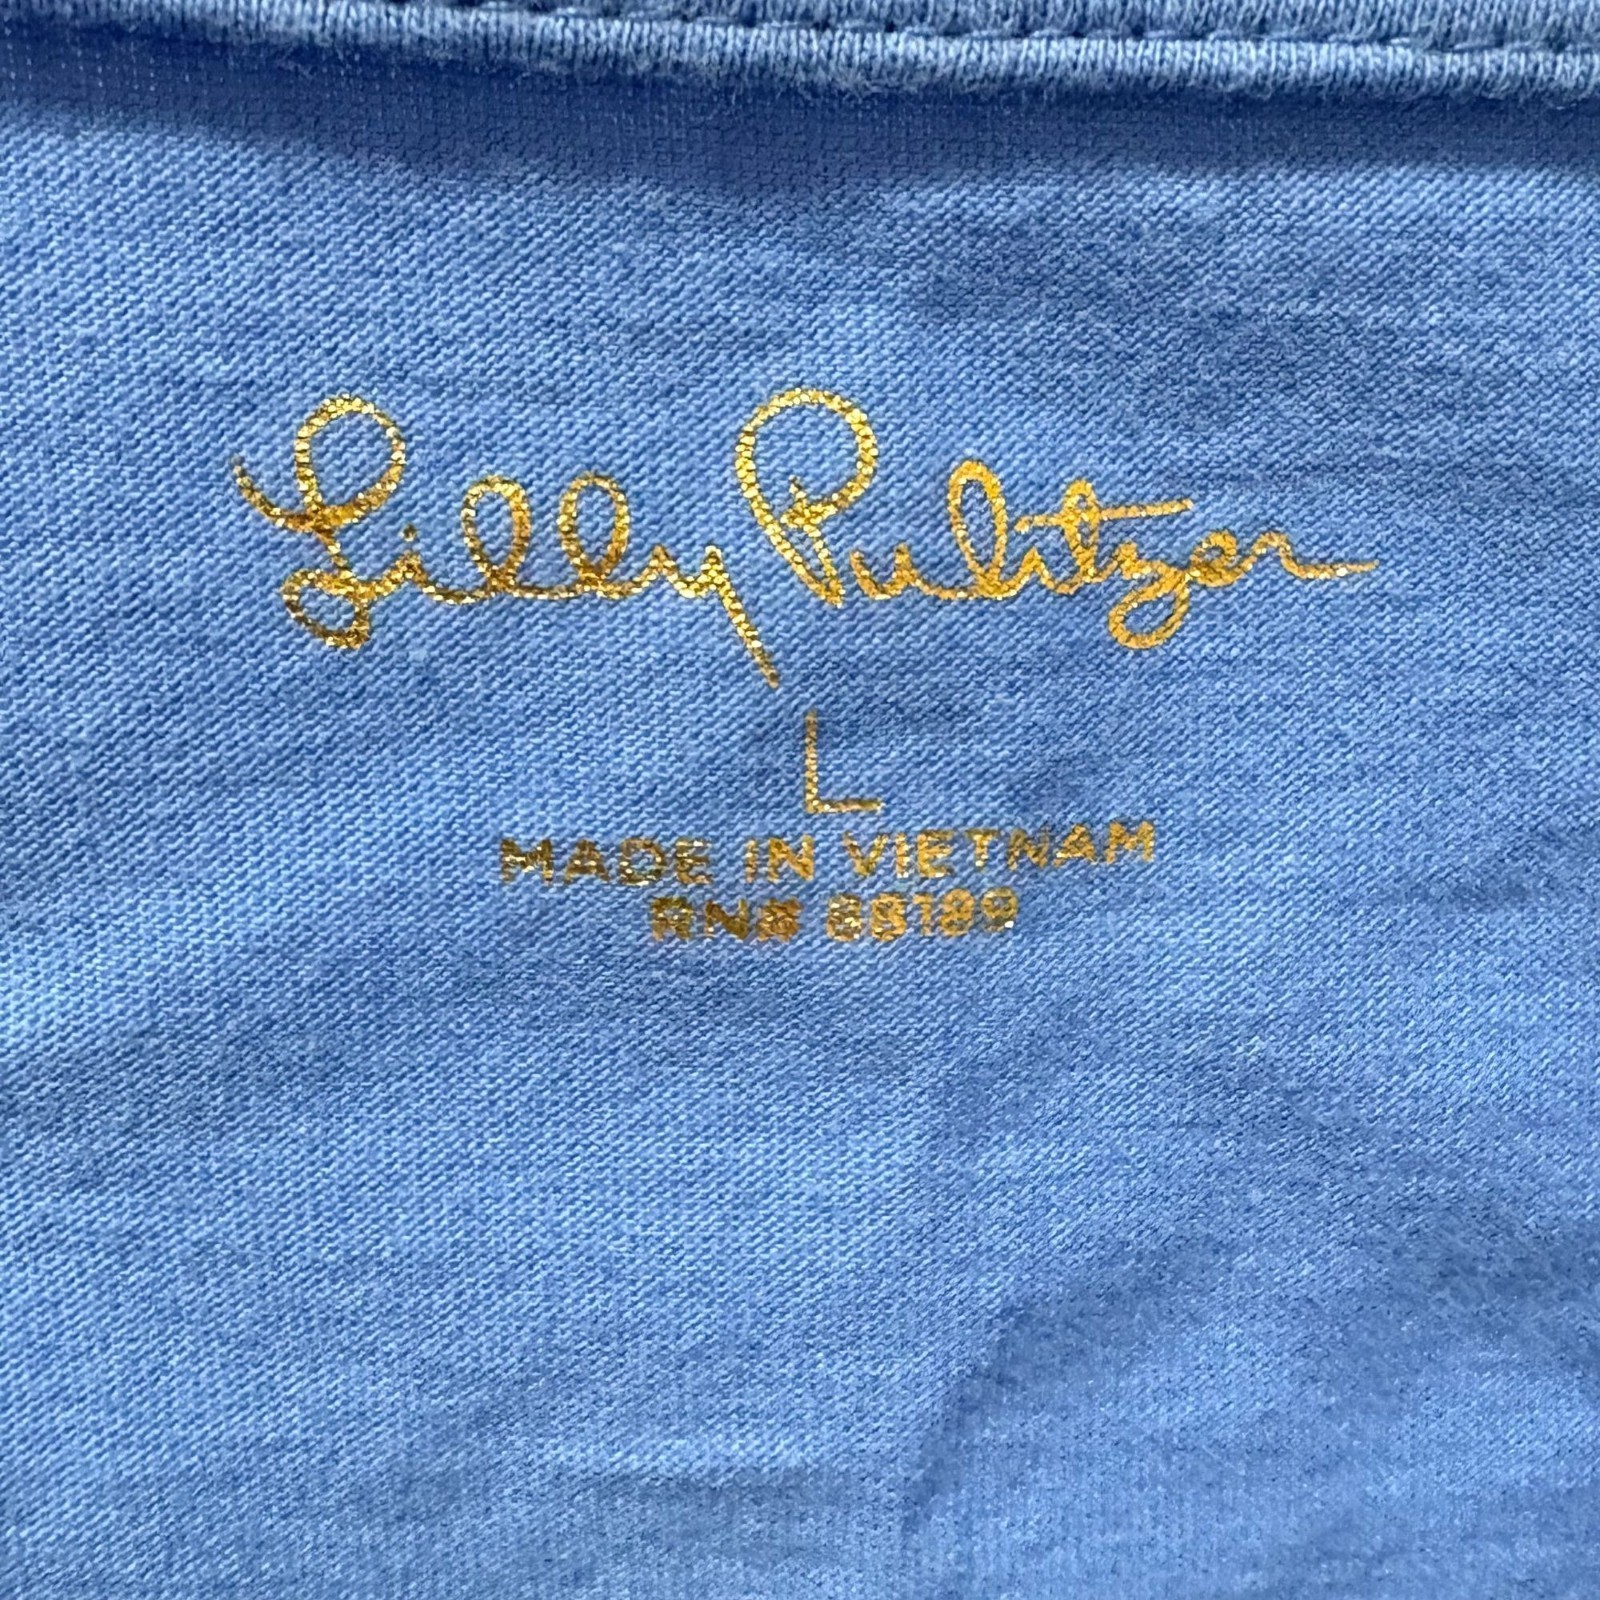 Lilly Pulitzer
L
MADE IN VIETNAM
RN# 88189